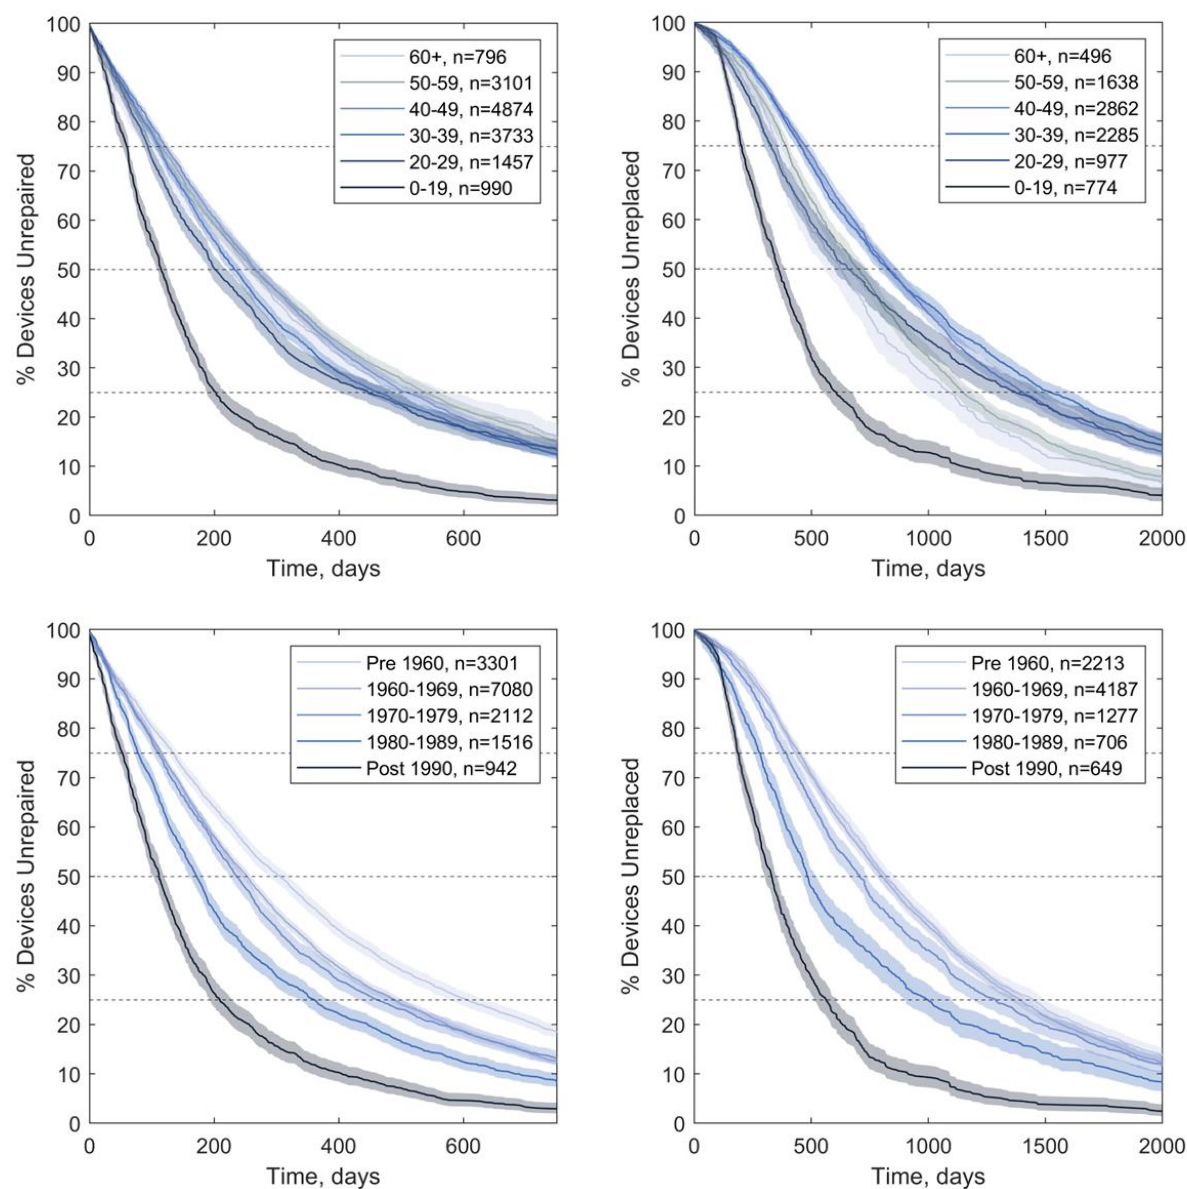 100
90
80
70
60
50
40
30
20
10
0
% Devices Unrepaired
60+, n=796
50-59, n=3101
40-49, n=4874
30-39, n=3733
20-29, n=1457
0-19, n=990
0 200 400 600
Time, days
100
90
80
70
60
50
40
30
20
10
0
% Devices Unreplaced
60+, n=496
50-59, n=1638
40-49, n=2862
30-39, n=2285
20-29, n=977
0-19, n=774
0 500 1000 1500 2000
Time, days
100
90
80
70
60
50
40
30
20
10
0
% Devices Unrepaired
Pre 1960, n=3301
1960-1969, n=7080
1970-1979, n=2112
1980-1989, n=1516
Post 1990, n=942
0 200 400 600
Time, days
100
90
80
70
60
50
40
30
20
10
0
% Devices Unreplaced
Pre 1960, n=2213
1960-1969, n=4187
1970-1979, n=1277
1980-1989, n=706
Post 1990, n=649
0 500 1000 1500 2000
Time, days